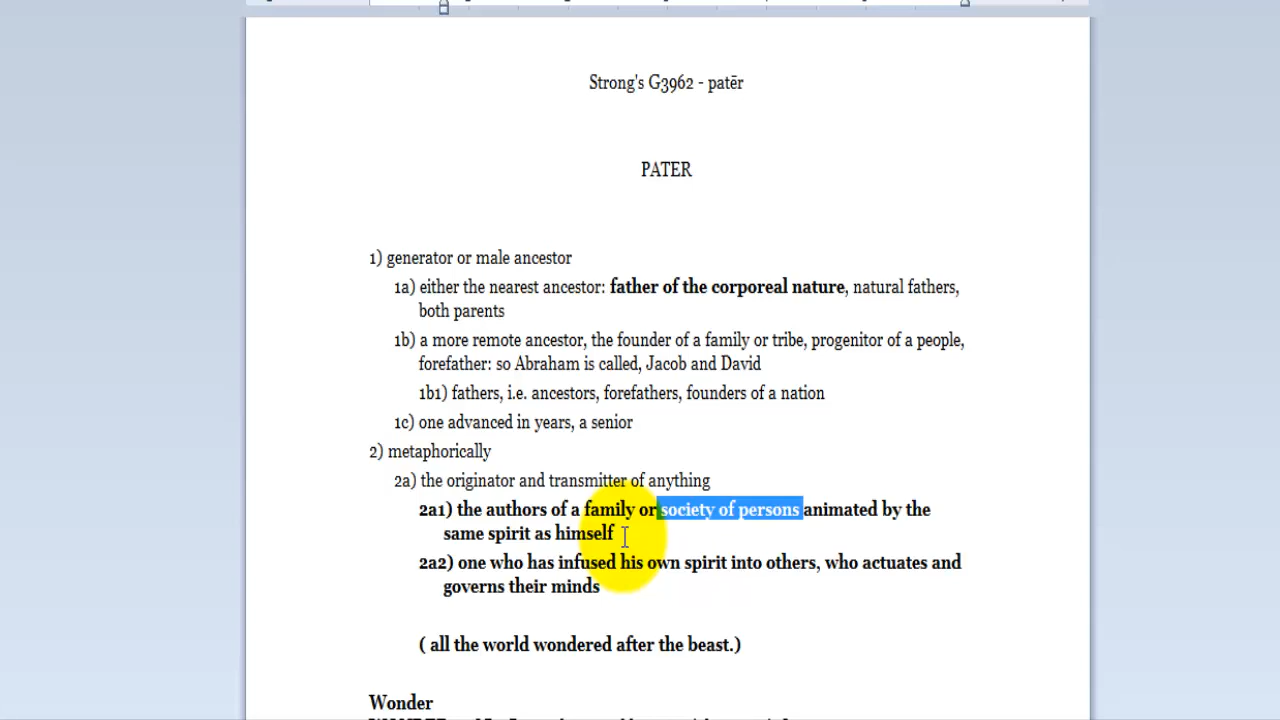 Strong's G3962 - patēr
PATER
1) generator or male ancestor
1a) either the nearest ancestor: father of the corporeal nature, natural fathers,
both parents
1b) a more remote ancestor, the founder of a family or tribe, progenitor of a people,
forefather: so Abraham is called, Jacob and David
1b1) fathers, i.e. ancestors, forefathers, founders of a nation
1c) one advanced in years, a senior
2) metaphorically
2a) the originator and transmitter of anything
2a1) the authors of a family or society of persons animated by the
same spirit as himself
2a2) one who has infused his own spirit into others, who actuates and
governs their minds
( all the world wondered after the beast.)
Wonder